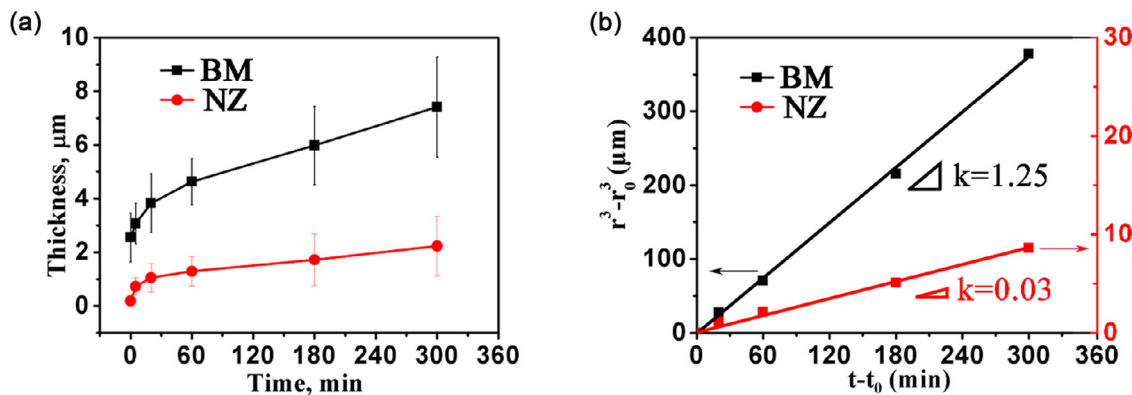 (a)
10
8
6
4
2
0
Thickness, μm
BM
NZ
0 60 120 180 240 300 360
Time, min
(b)
400
300
200
100
0
r³-r₀³ (μm)
BM
NZ
k=1.25
k=0.03
30
20
10
0
0 60 120 180 240 300 360
t-t₀ (min)